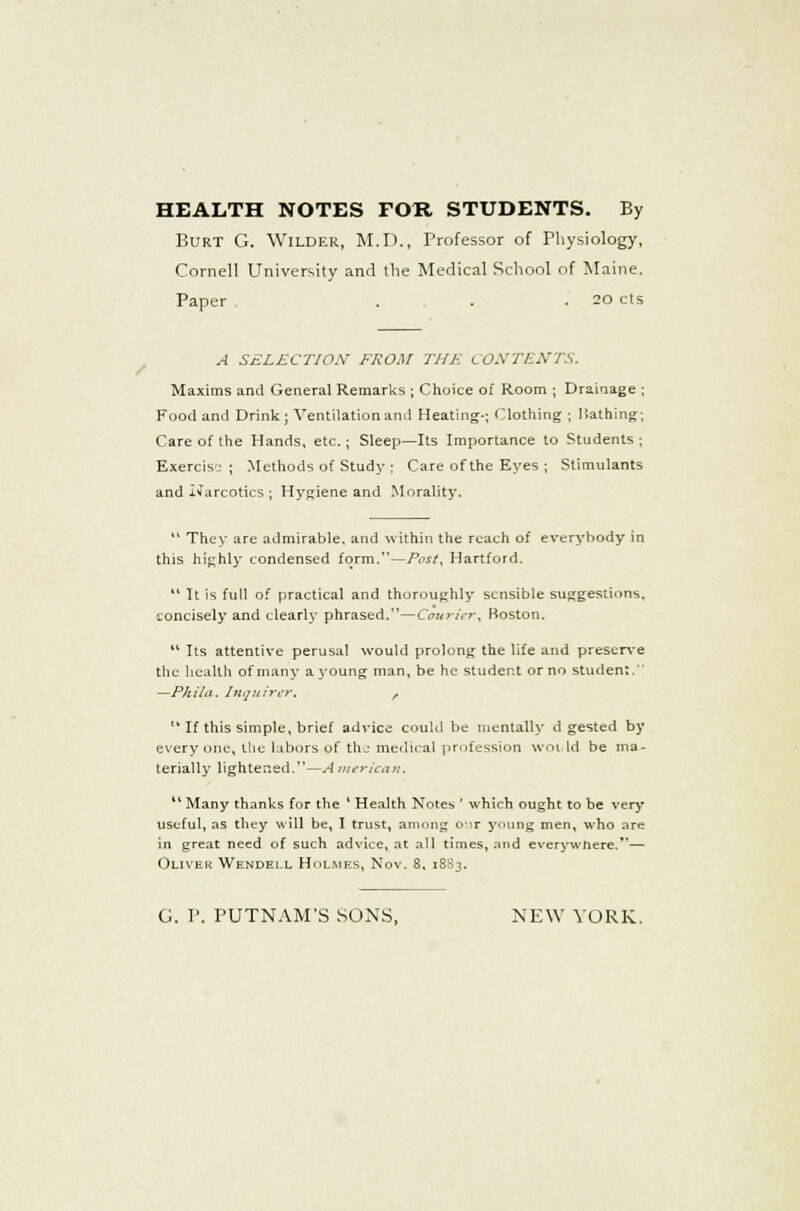 HEALTH NOTES FOR STUDENTS. By
BURT G. WILDER, M.D., Professor of Physiology,
Cornell University and the Medical School of Maine.
Paper . . . 20 cts
A SELECTION FROM THE CONTENTS.
Maxims and General Remarks ; Choice of Room ; Drainage ;
Food and Drink ; Ventilation and Heating ; Clothing ; Bathing ;
Care of the Hands, etc. ; Sleep—Its Importance to Students ;
Exercise ; Methods of Study ; Care of the Eyes ; Stimulants
and Narcotics ; Hygiene and Morality.
"They are admirable, and within the reach of everybody in
this highly condensed form."—Post, Hartford.
"It is full of practical and thoroughly sensible suggestions,
concisely and clearly phrased."—Courier, Boston.
"Its attentive perusal would prolong the life and preserve
the health of many a young man, be he student or no student."
—Phila. Inquirer.
"If this simple, brief advice could be mentally d gested by
every one, the labors of the medical profession would be ma-
terially lightened."—American.
"Many thanks for the 'Health Notes' which ought to be very
useful, as they will be, I trust, among our young men, who are
in great need of such advice, at all times, and everywhere."—
OLIVER WENDELL HOLMES, Nov. 8, 1883.
G. P. PUTNAM'S SONS, NEW YORK.